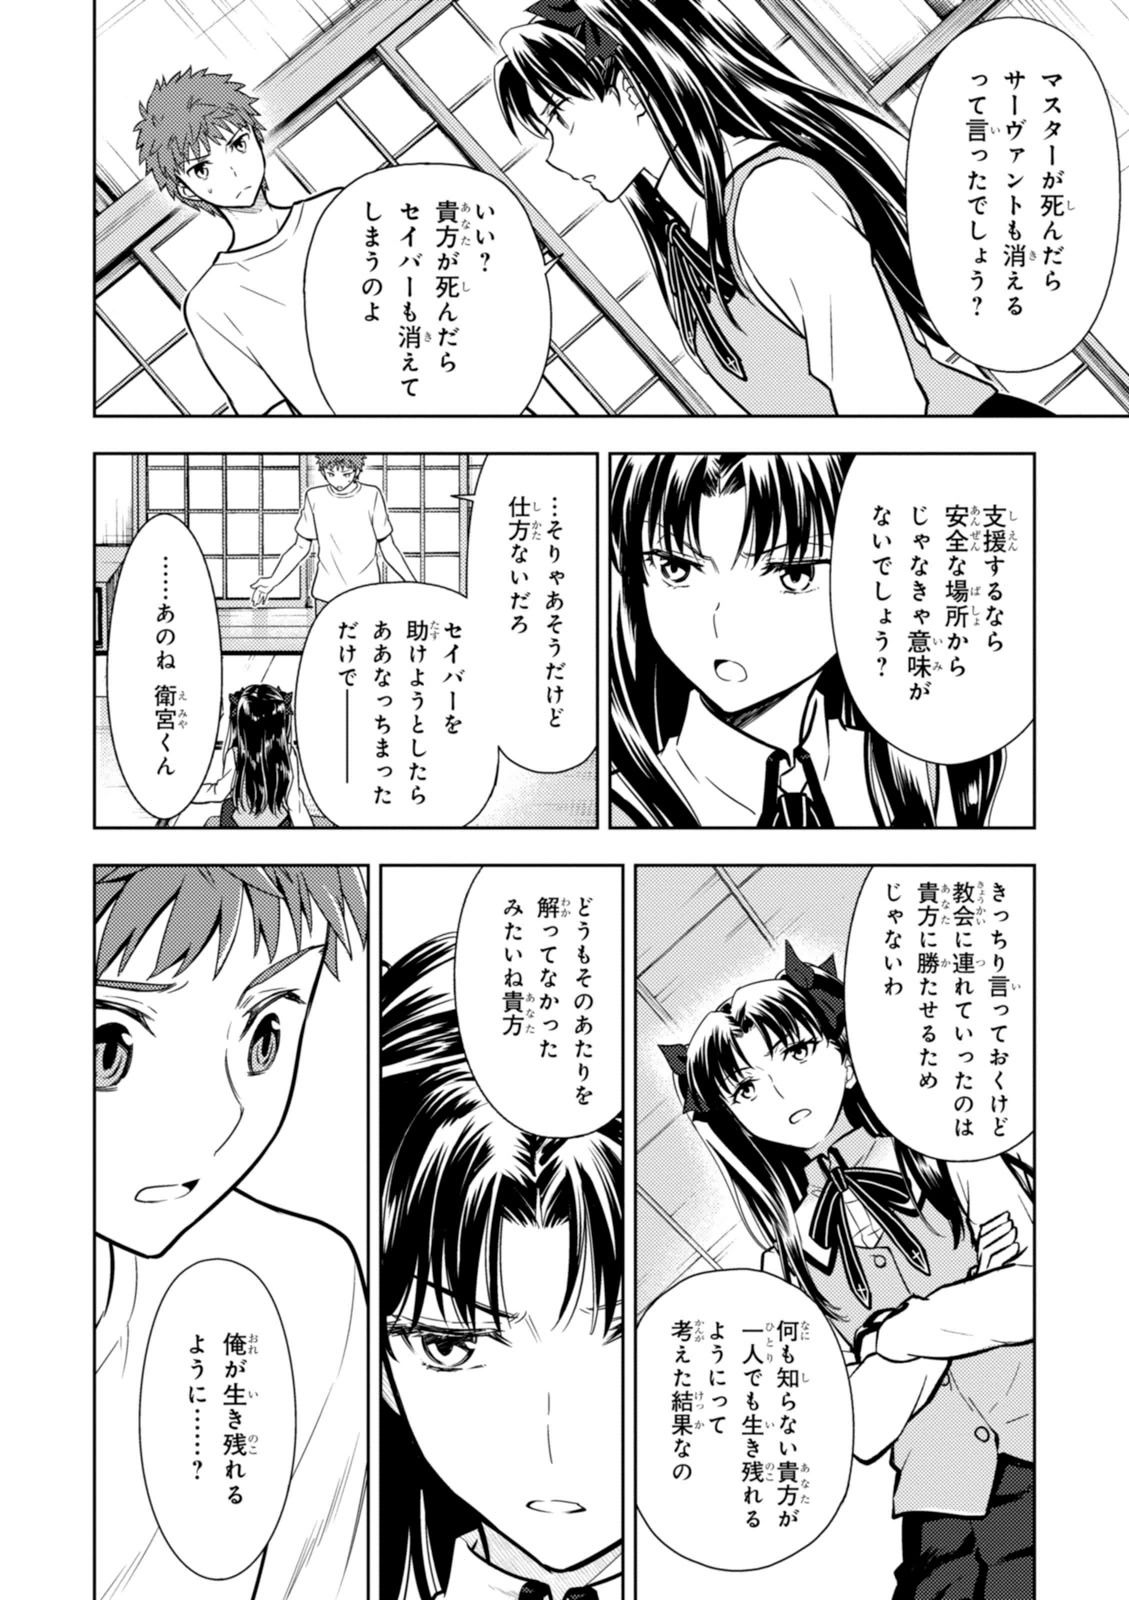 マスターが死んだら
サーヴァントも消える
って言ったでしょう？
いい？
貴方が死んだら
セイバーも消えて
しまうのよ
支援するなら
安全な場所から
じゃなきゃ意味が
ないでしょう？
…そりゃあそうだけど
仕方ないだろ
セイバーを
助けようとしたら
ああなっちまった
だけで――
……あのね 衛宮くん
きっちり言っておくけど
教会に連れていったのは
貴方に勝たせるため
じゃないわ
何も知らない貴方が
一人でも生き残れる
ようにって
考えた結果なの
どうもそのあたりを
解ってなかった
みたいね貴方
俺が生き残れる
ように……？